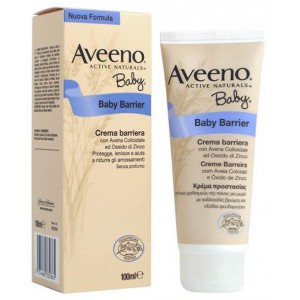 Nuova Formula
Aveeno.
ACTIVE NATURALS
Baby.
Baby Barrier
Crema barriera
con Avena Colloidale
ed Ossido di Zinco
Protegge, lenisce e aiuta
a ridurre gli arrossamenti
Senza profumo
100ml
Aveeno.
ACTIVE NATURALS
Baby.
Baby Barrier
Crema barriera
con Avena Colloidale
ed Ossido di Zinco
Creme Barreira
com Aveia Coloidal e
Óxido de Zinco
Κρέμα προστασίας